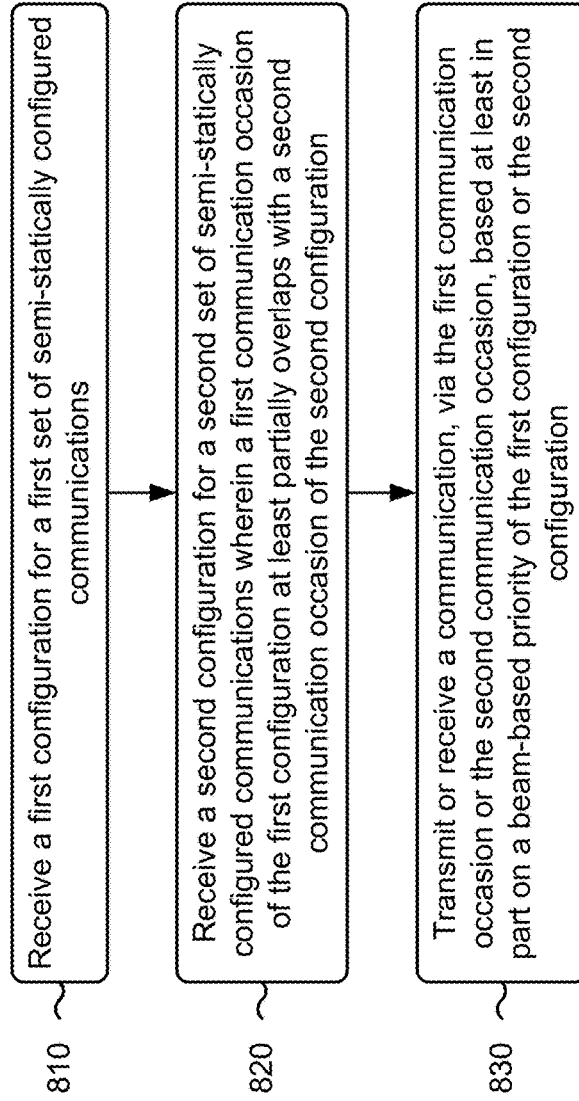 810
Receive a first configuration for a first set of semi-statically configured
communications
820
Receive a second configuration for a second set of semi-statically
configured communications wherein a first communication occasion
of the first configuration at least partially overlaps with a second
communication occasion of the second configuration
830
Transmit or receive a communication, via the first communication
occasion or the second communication occasion, based at least in
part on a beam-based priority of the first configuration or the second
configuration